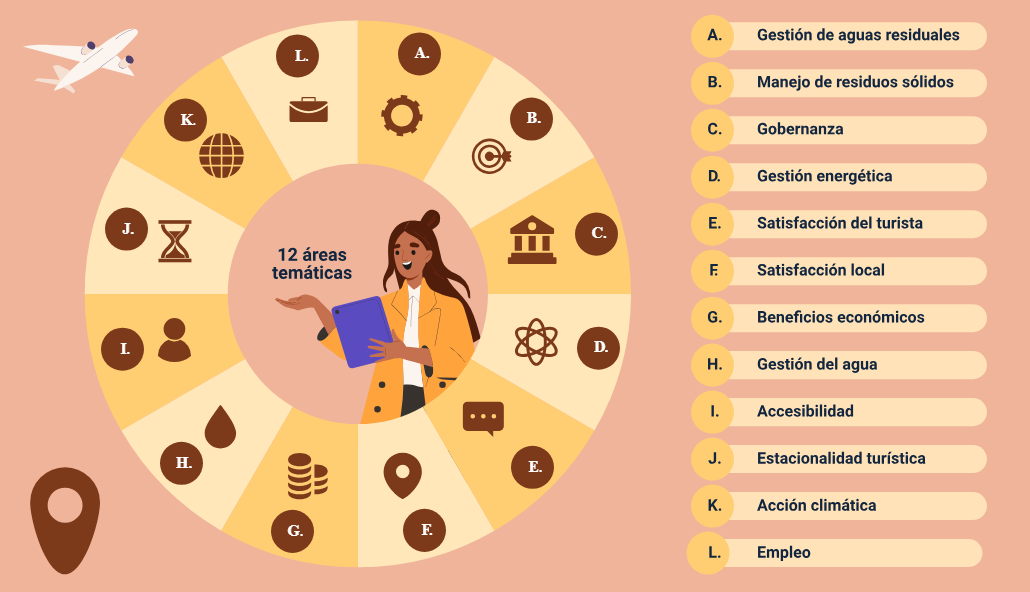 L.
A.
K.
B.
J.
C.
12 áreas
temáticas
I.
D.
H.
E.
G.
F.
A. Gestión de aguas residuales
B. Manejo de residuos sólidos
C. Gobernanza
D. Gestión energética
E. Satisfacción del turista
F. Satisfacción local
G. Beneficios económicos
H. Gestión del agua
I. Accesibilidad
J. Estacionalidad turística
K. Acción climática
L. Empleo